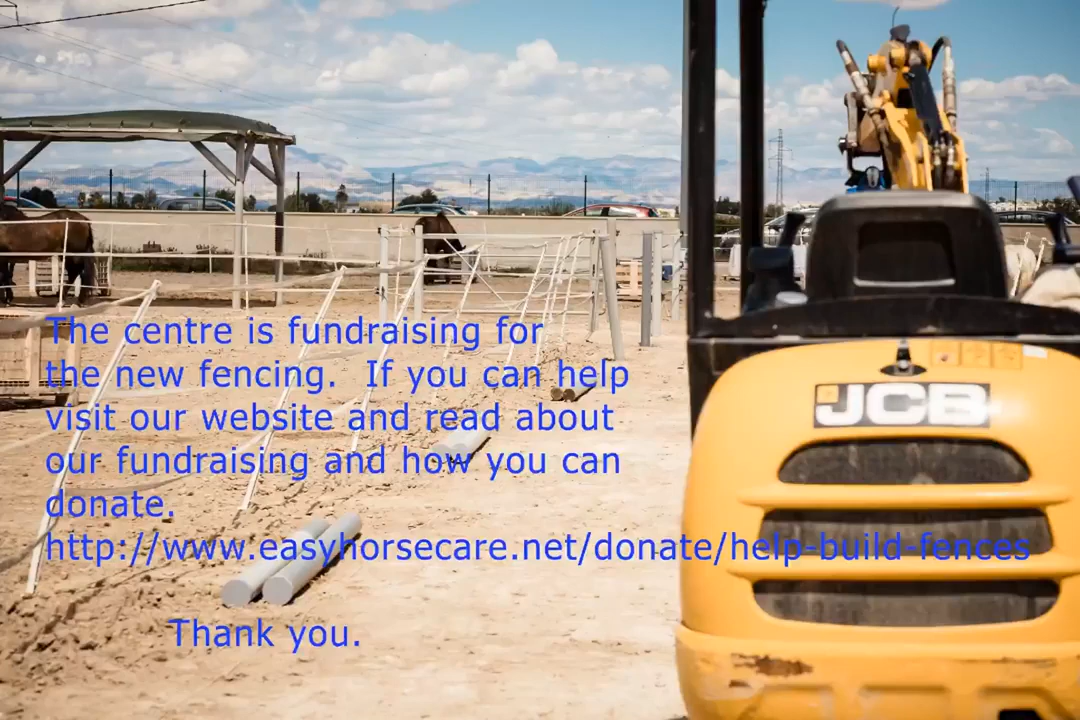 The centre is fundraising for
the new fencing.  If you can help
visit our website and read about
our fundraising and how you can
donate.
http://www.easyhorsecare.net/donate/help-build-fences
Thank you.
JCB